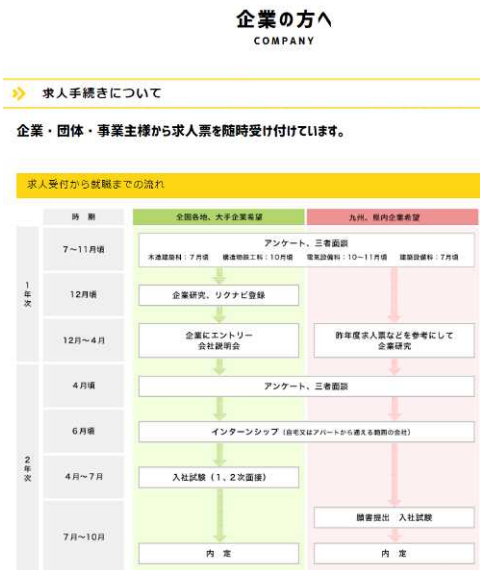 企業の方へ
COMPANY
求人手続きについて
企業・団体・事業主様から求人票を随時受け付けています。
求人受付から就職までの流れ
時 期
全国各地、大手企業希望
九州、県内企業希望
1年次
7～11月頃
アンケート、三者面談
木造建築科：7月頃 構造物鉄工科：10月頃 電気設備科：10～11月頃 建築設備科：7月頃
12月頃
企業研究、リクナビ登録
12月～4月
企業にエントリー
会社説明会
昨年度求人票などを参考にして
企業研究
2年次
4月頃
アンケート、三者面談
6月頃
インターンシップ（自宅又はアパートから通える範囲の会社）
4月～7月
入社試験（1、2次面接）
7月～10月
願書提出 入社試験
内 定
内 定